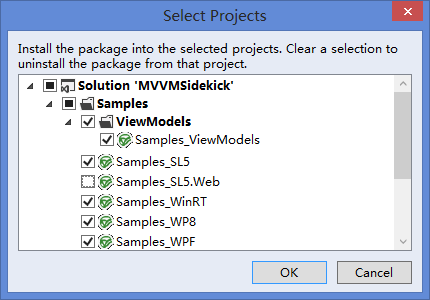 Select Projects
Install the package into the selected projects. Clear a selection to
uninstall the package from that project.
Solution 'MVVMSidekick'
Samples
ViewModels
Samples_ViewModels
Samples_SL5
Samples_SL5.Web
Samples_WinRT
Samples_WP8
Samples_WPF
OK
Cancel